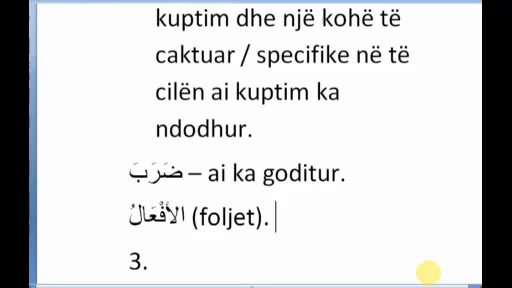 kuptim dhe një kohë të
caktuar / specifike në të
cilën ai kuptim ka
ndodhur.
ضَرَبَ – ai ka goditur.
الأَفْعَالُ (foljet).
3.